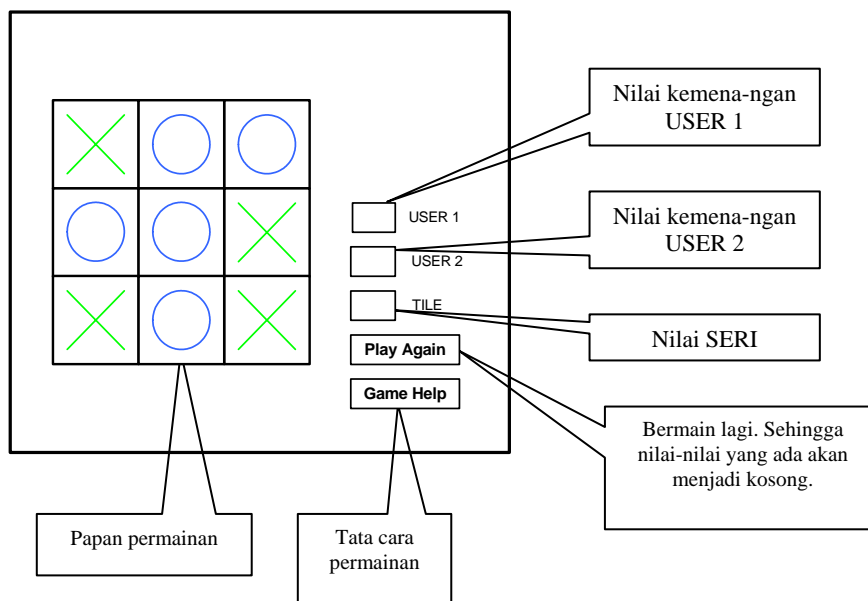 Nilai kemena-ngan
USER 1
USER 1
Nilai kemena-ngan
USER 2
USER 2
TILE
Nilai SERI
Play Again
Game Help
Bermain lagi. Sehingga
nilai-nilai yang ada akan
menjadi kosong.
Papan permainan
Tata cara
permainan